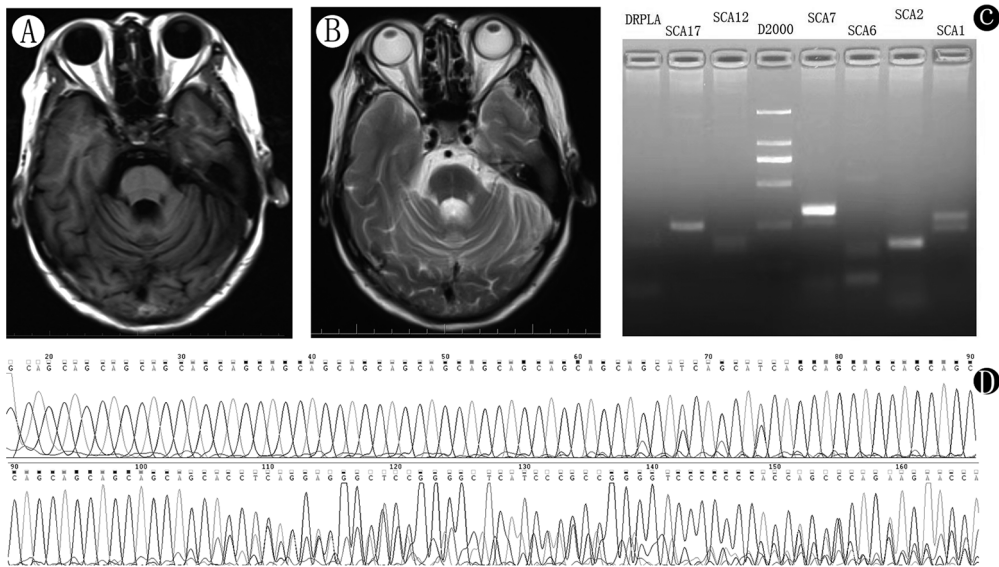 A
B
C
DRPLA SCA17 SCA12 D2000 SCA7 SCA6 SCA2 SCA1
D
20 30 40 50 60 70 80 90
G C A G C A G C A G C A G C A G C A G C A G C A G C A G C A G C A G C A G C A G C A G C A G C A G C A T C A G C A T C A G C A G C A G C A G C A G C
90 100 110 120 130 140 150 160
C A G C A G C A G C A G C A G C A G C A